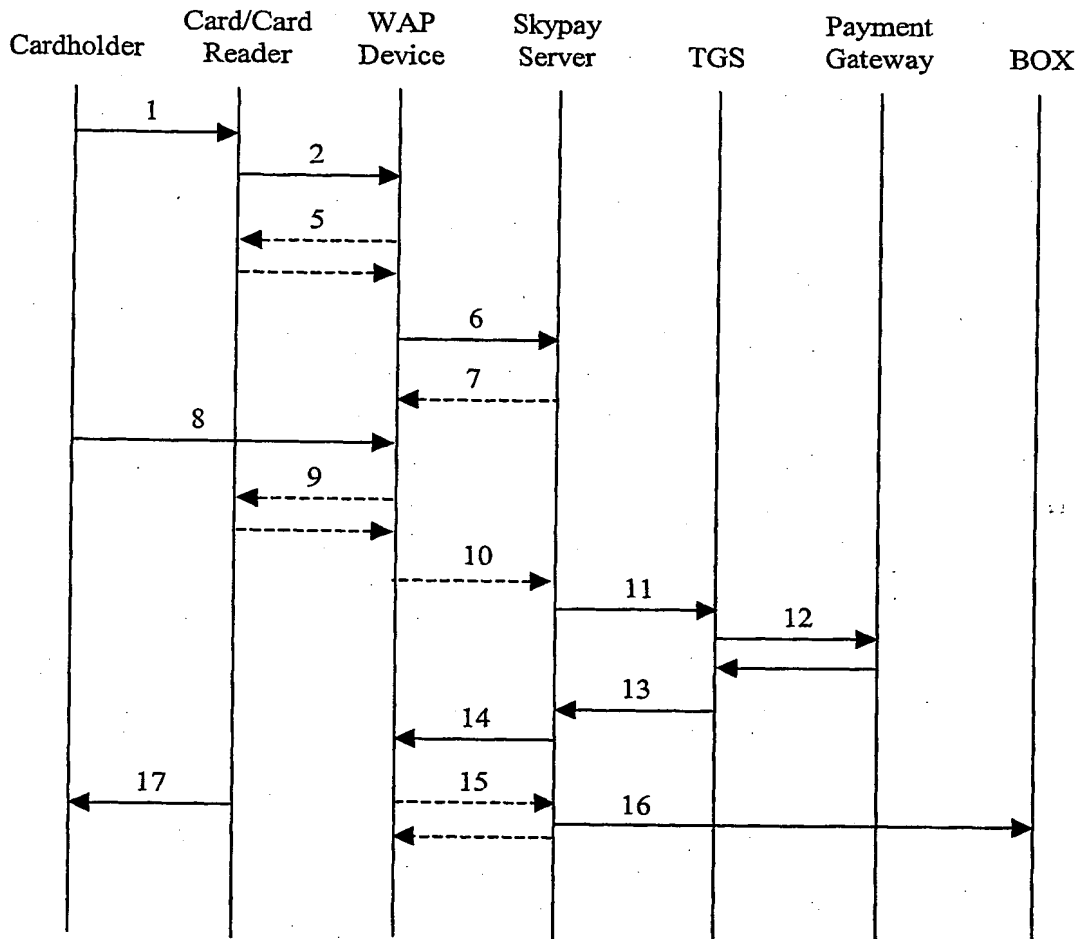 Cardholder
Card/Card
Reader
WAP
Device
Skypay
Server
TGS
Payment
Gateway
BOX
1
2
5
6
7
8
9
10
11
12
13
14
17
15
16